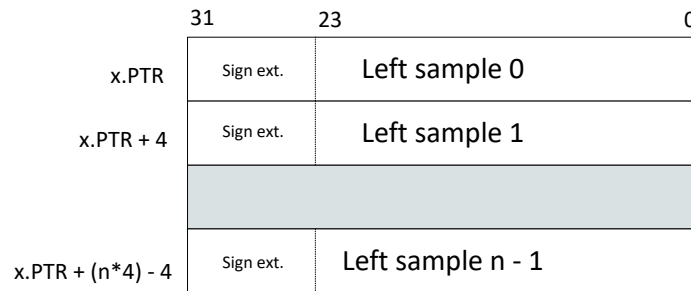 31 23 0
x.PTR Sign ext. Left sample 0
x.PTR + 4 Sign ext. Left sample 1
x.PTR + (n*4) - 4 Sign ext. Left sample n - 1